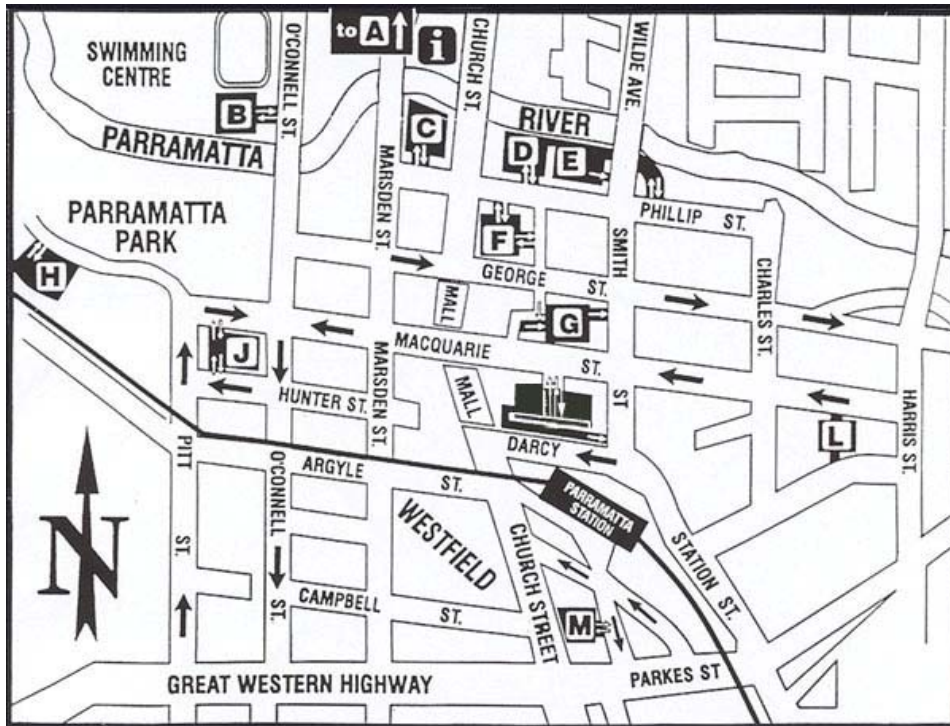 to A
i
SWIMMING
CENTRE
O'CONNELL ST.
CHURCH ST.
WILDE AVE.
B
C
RIVER
PARRAMATTA
D
E
MARSDEN ST.
PHILLIP ST.
PARRAMATTA
PARK
F
SMITH
H
GEORGE
ST.
CHARLES ST.
MALL
G
J
MACQUARIE
ST.
MARSDEN ST.
HUNTER ST.
MALL
ST
HARRIS ST.
L
DARCY
PITT
ST.
N
O'CONNELL
ST.
ARGYLE
ST.
PARRAMATTA
STATION
WESTFIELD
STATION ST.
CHURCH STREET
CAMPBELL
ST.
M
PARKES ST
GREAT WESTERN HIGHWAY